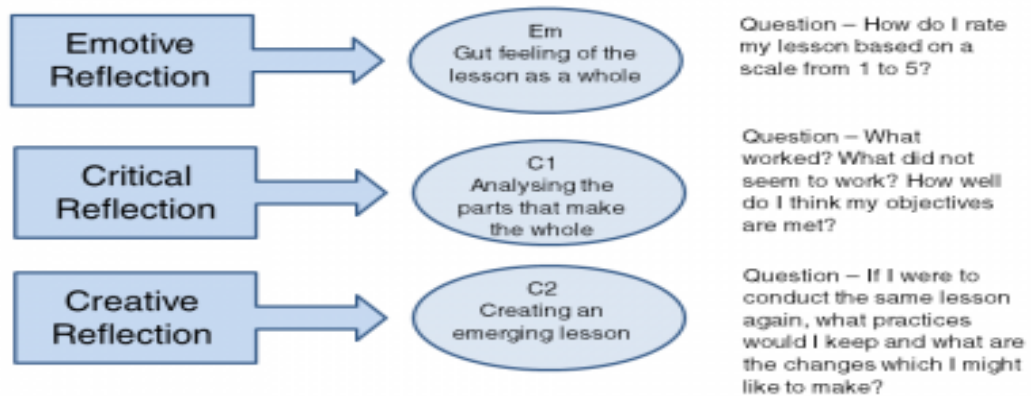 Emotive
Reflection
Em
Gut feeling of the
lesson as a whole
Question – How do I rate
my lesson based on a
scale from 1 to 5?
Critical
Reflection
C1
Analysing the
parts that make
the whole
Question – What
worked? What did not
seem to work? How well
do I think my objectives
are met?
Creative
Reflection
C2
Creating an
emerging lesson
Question – If I were to
conduct the same lesson
again, what practices
would I keep and what are
the changes which I might
like to make?